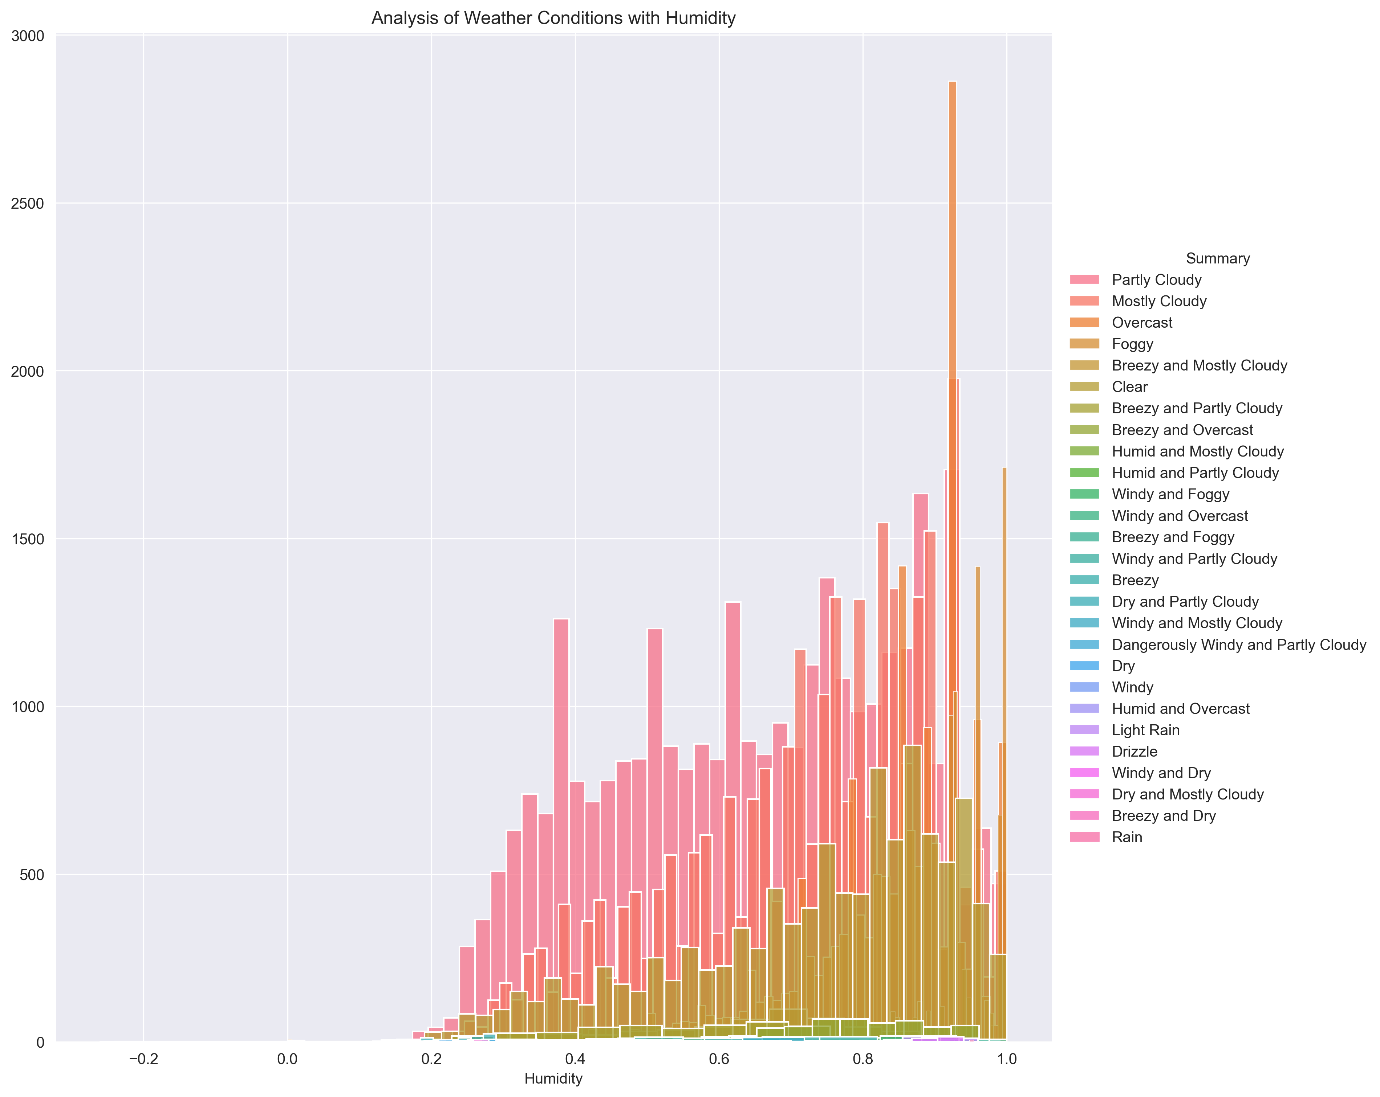 Analysis of Weather Conditions with Humidity
3000
2500
2000
1500
1000
500
0
−0.2
0.0
0.2
0.4
0.6
0.8
1.0
Humidity
Summary
Partly Cloudy
Mostly Cloudy
Overcast
Foggy
Breezy and Mostly Cloudy
Clear
Breezy and Partly Cloudy
Breezy and Overcast
Humid and Mostly Cloudy
Humid and Partly Cloudy
Windy and Foggy
Windy and Overcast
Breezy and Foggy
Windy and Partly Cloudy
Breezy
Dry and Partly Cloudy
Windy and Mostly Cloudy
Dangerously Windy and Partly Cloudy
Dry
Windy
Humid and Overcast
Light Rain
Drizzle
Windy and Dry
Dry and Mostly Cloudy
Breezy and Dry
Rain